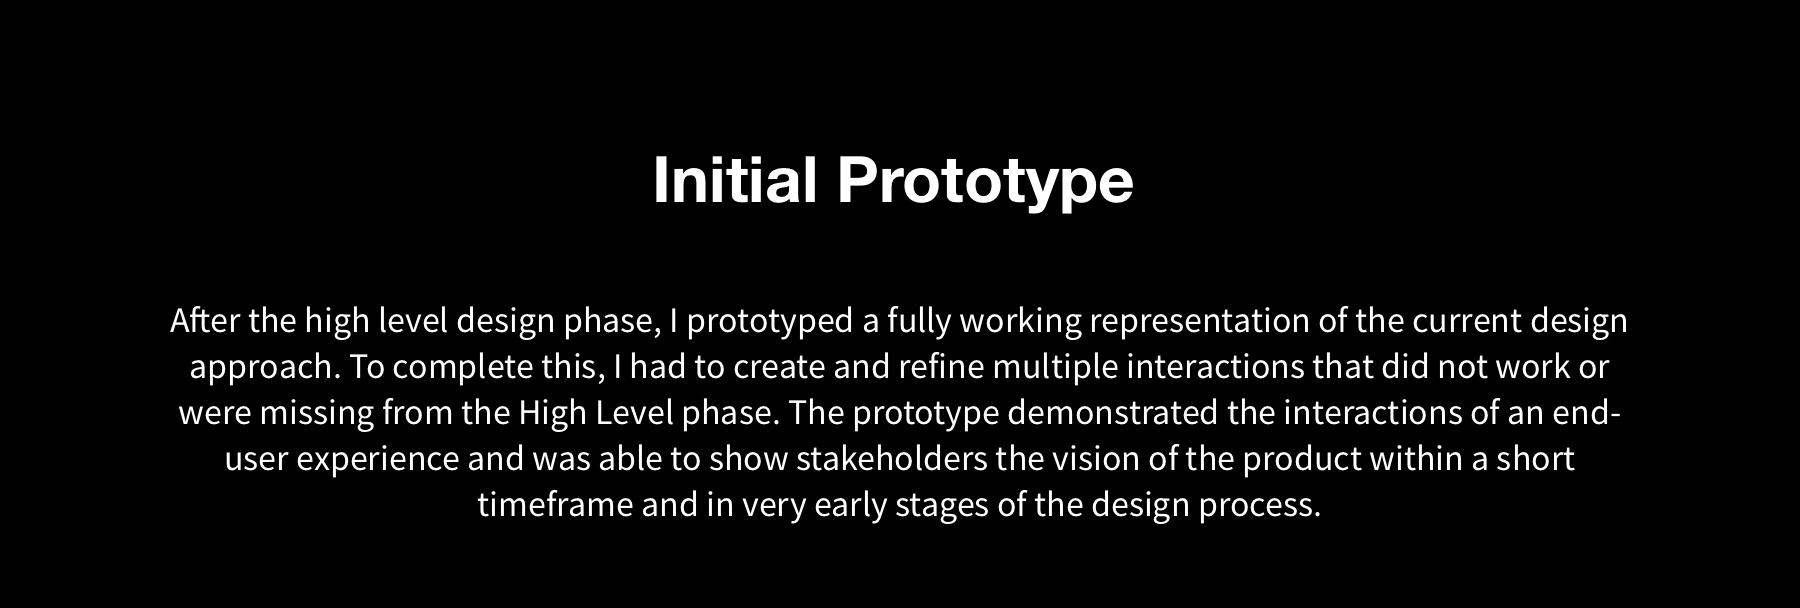 Initial Prototype
After the high level design phase, I prototyped a fully working representation of the current design
approach. To complete this, I had to create and refine multiple interactions that did not work or
were missing from the High Level phase. The prototype demonstrated the interactions of an end-
user experience and was able to show stakeholders the vision of the product within a short
timeframe and in very early stages of the design process.